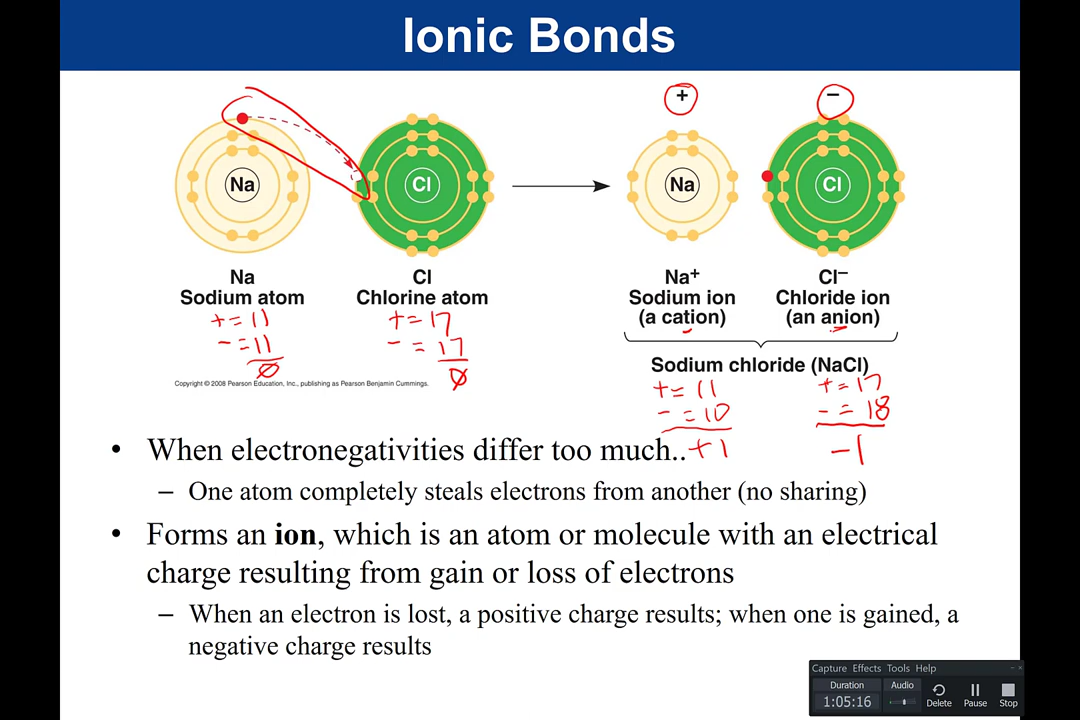 Ionic Bonds
+
−
Na
Cl
Na
Cl
Na
Cl
Na+
Cl−
Sodium atom
Chlorine atom
Sodium ion
Chloride ion
(a cation)
(an anion)
+ = 11
+ = 17
- = 11
- = 17
0
0
Sodium chloride (NaCl)
Copyright © 2008 Pearson Education, Inc., publishing as Pearson Benjamin Cummings.
+ = 11
+ = 17
- = 10
- = 18
+1
-1
• When electronegativities differ too much..
– One atom completely steals electrons from another (no sharing)
• Forms an ion, which is an atom or molecule with an electrical
charge resulting from gain or loss of electrons
– When an electron is lost, a positive charge results; when one is gained, a
negative charge results
Capture Effects Tools Help
Duration Audio
1:05:16 Delete Pause Stop